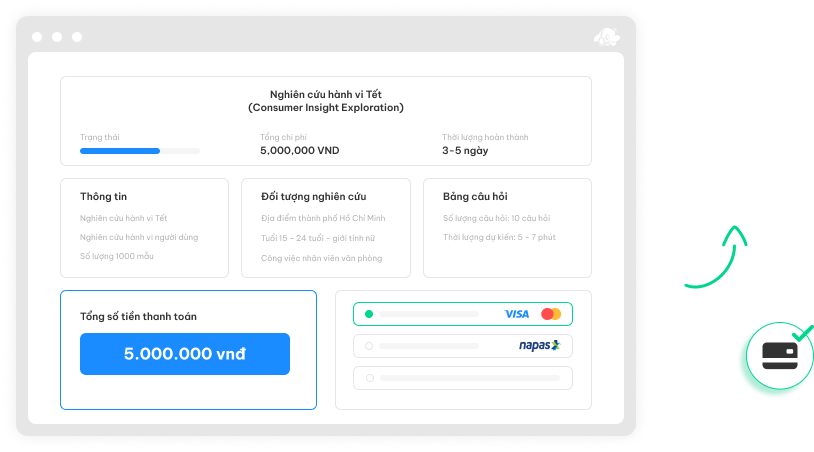 Nghiên cứu hành vi Tết
(Consumer Insight Exploration)
Trạng thái
Tổng chi phí
5,000,000 VND
Thời lượng hoàn thành
3-5 ngày
Thông tin
Nghiên cứu hành vi Tết
Nghiên cứu hành vi người dùng
Số lượng 1000 mẫu
Đối tượng nghiên cứu
Địa điểm thành phố Hồ Chí Minh
Tuổi 15 - 24 tuổi - giới tính nữ
Công việc nhân viên văn phòng
Bảng câu hỏi
Số lượng câu hỏi: 10 câu hỏi
Thời lượng dự kiến: 5 - 7 phút
Tổng số tiền thanh toán
5.000.000 vnđ
VISA
napas